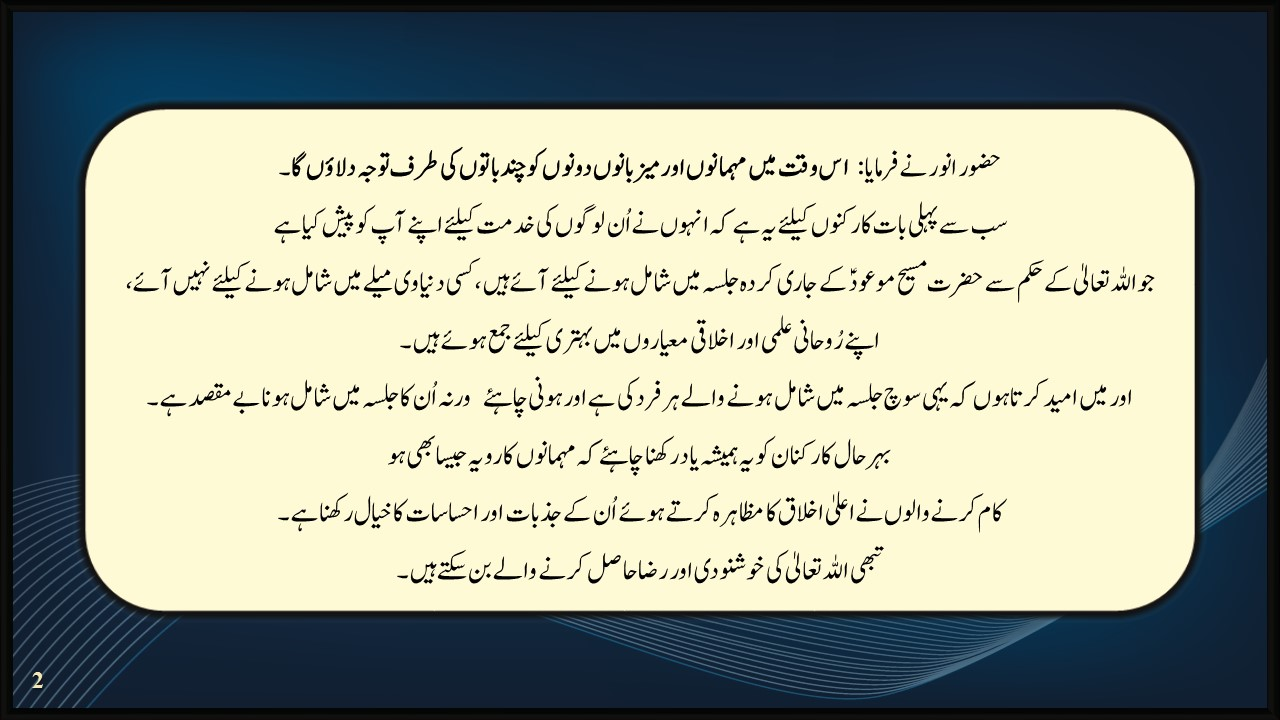 حضور انور نے فرمایا: اس وقت میں مہمانوں اور میزبانوں دونوں کو چند باتوں کی طرف توجہ دلاؤں گا۔
سب سے پہلی بات کارکنوں کیلئے یہ ہے کہ انہوں نے اُن لوگوں کی خدمت کیلئے اپنے آپ کو پیش کیا ہے
جو اللہ تعالیٰ کے حکم سے حضرت مسیح موعودؑ کے جاری کردہ جلسہ میں شامل ہونے کیلئے آئے ہیں، کسی دنیاوی میلے میں شامل ہونے کیلئے نہیں آئے،
اپنے رُوحانی علمی اور اخلاقی معیاروں میں بہتری کیلئے جمع ہوئے ہیں۔
اور میں امید کرتا ہوں کہ یہی سوچ جلسہ میں شامل ہونے والے ہر فرد کی ہے اور ہونی چاہئے ورنہ اُن کا جلسہ میں شامل ہونا بے مقصد ہے۔
بہرحال کارکنان کو یہ ہمیشہ یاد رکھنا چاہئے کہ مہمانوں کا رویہ جیسا بھی ہو
کام کرنے والوں نے اعلیٰ اخلاق کا مظاہرہ کرتے ہوئے اُن کے جذبات اور احساسات کا خیال رکھنا ہے۔
تبھی اللہ تعالیٰ کی خوشنودی اور رضا حاصل کرنے والے بن سکتے ہیں۔
2